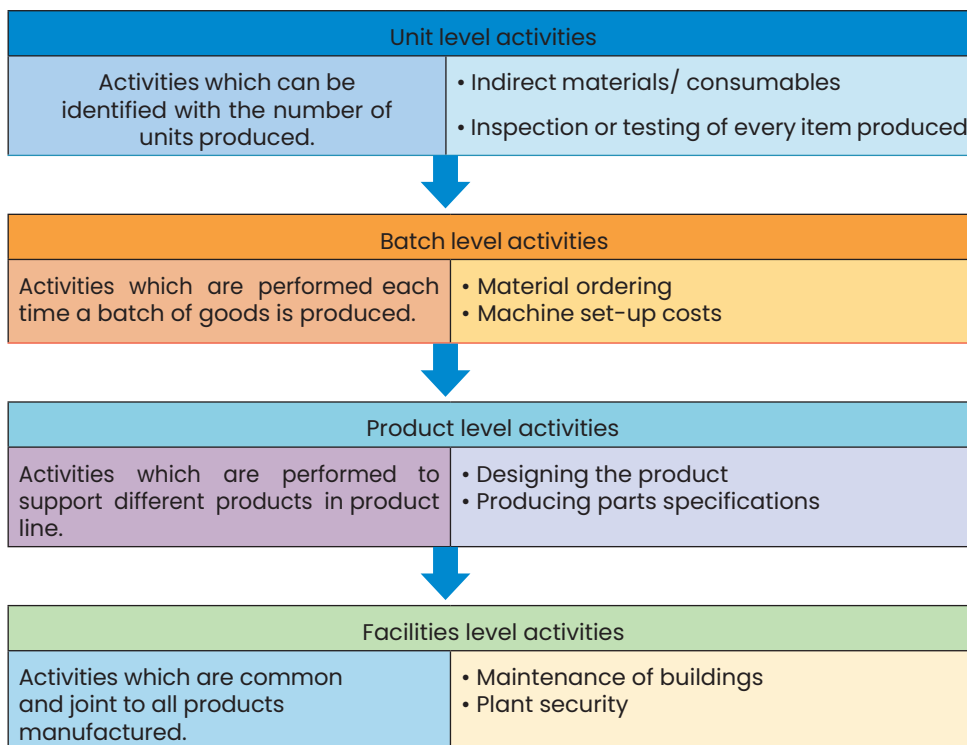 Unit level activities
Activities which can be
identified with the number of
units produced.
• Indirect materials/ consumables
• Inspection or testing of every item produced
Batch level activities
Activities which are performed each
time a batch of goods is produced.
• Material ordering
• Machine set-up costs
Product level activities
Activities which are performed to
support different products in product
line.
• Designing the product
• Producing parts specifications
Facilities level activities
Activities which are common
and joint to all products
manufactured.
• Maintenance of buildings
• Plant security